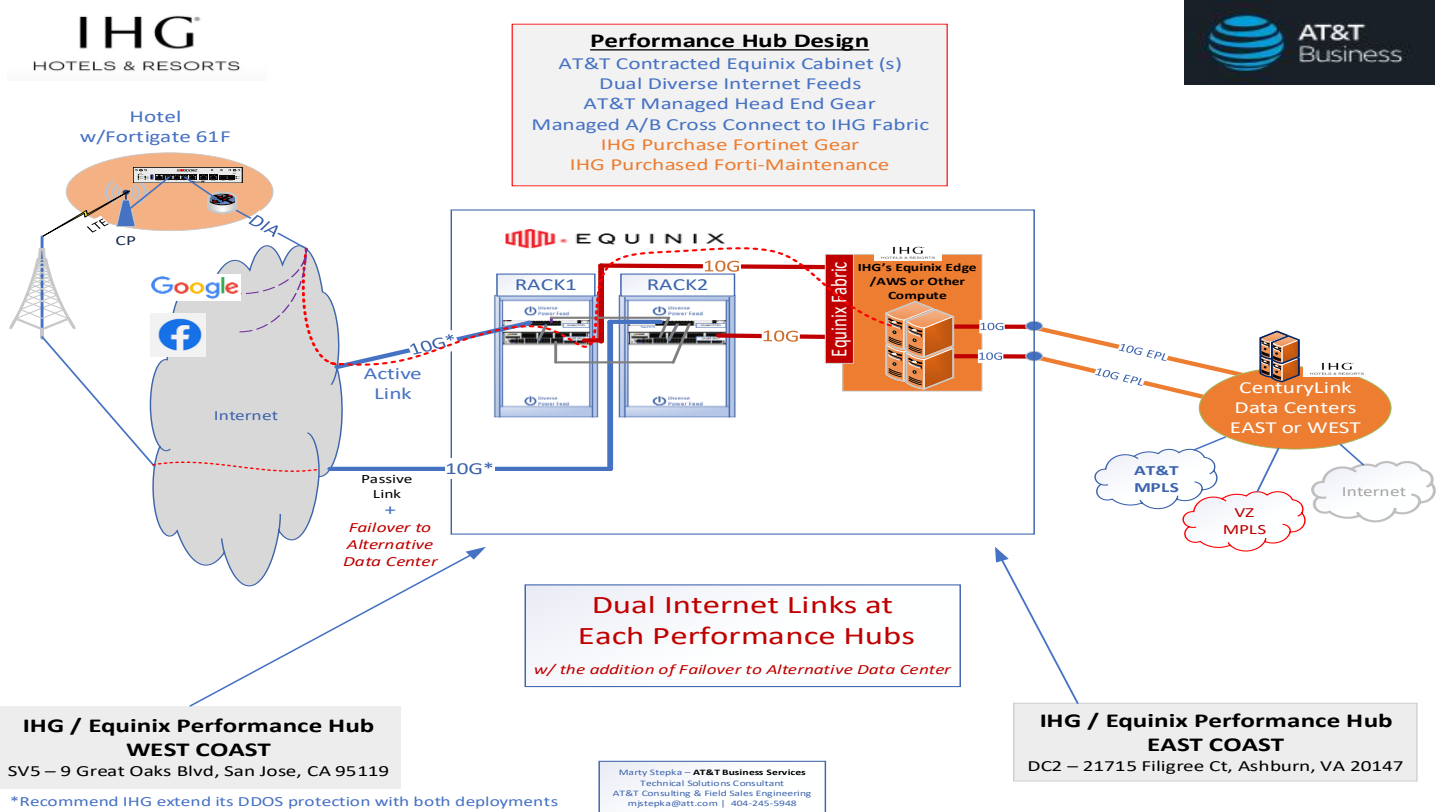 IHG
HOTELS & RESORTS
Performance Hub Design
AT&T Contracted Equinix Cabinet (s)
Dual Diverse Internet Feeds
AT&T Managed Head End Gear
Managed A/B Cross Connect to IHG Fabric
IHG Purchase Fortinet Gear
IHG Purchased Forti-Maintenance
AT&T
Business
Hotel
w/Fortigate 61F
LTE
CP
DIA
Google
Internet
10G*
Active
Link
10G*
Passive
Link
+
Failover to
Alternative
Data Center
EQUINIX
RACK1
RACK2
Diverse
Power Feed
Diverse
Power Feed
Diverse
Power Feed
Diverse
Power Feed
10G
10G
Equinix Fabric
IHG
HOTELS & RESORTS
IHG's Equinix Edge
/AWS or Other
Compute
10G
10G
10G EPL
10G EPL
IHG
HOTELS & RESORTS
CenturyLink
Data Centers
EAST or WEST
AT&T
MPLS
VZ
MPLS
Internet
Dual Internet Links at
Each Performance Hubs
w/ the addition of Failover to Alternative Data Center
IHG / Equinix Performance Hub
WEST COAST
SV5 – 9 Great Oaks Blvd, San Jose, CA 95119
IHG / Equinix Performance Hub
EAST COAST
DC2 – 21715 Filigree Ct, Ashburn, VA 20147
*Recommend IHG extend its DDOS protection with both deployments
Marty Stepka – AT&T Business Services
Technical Solutions Consultant
AT&T Consulting & Field Sales Engineering
mjstepka@att.com | 404-245-5948